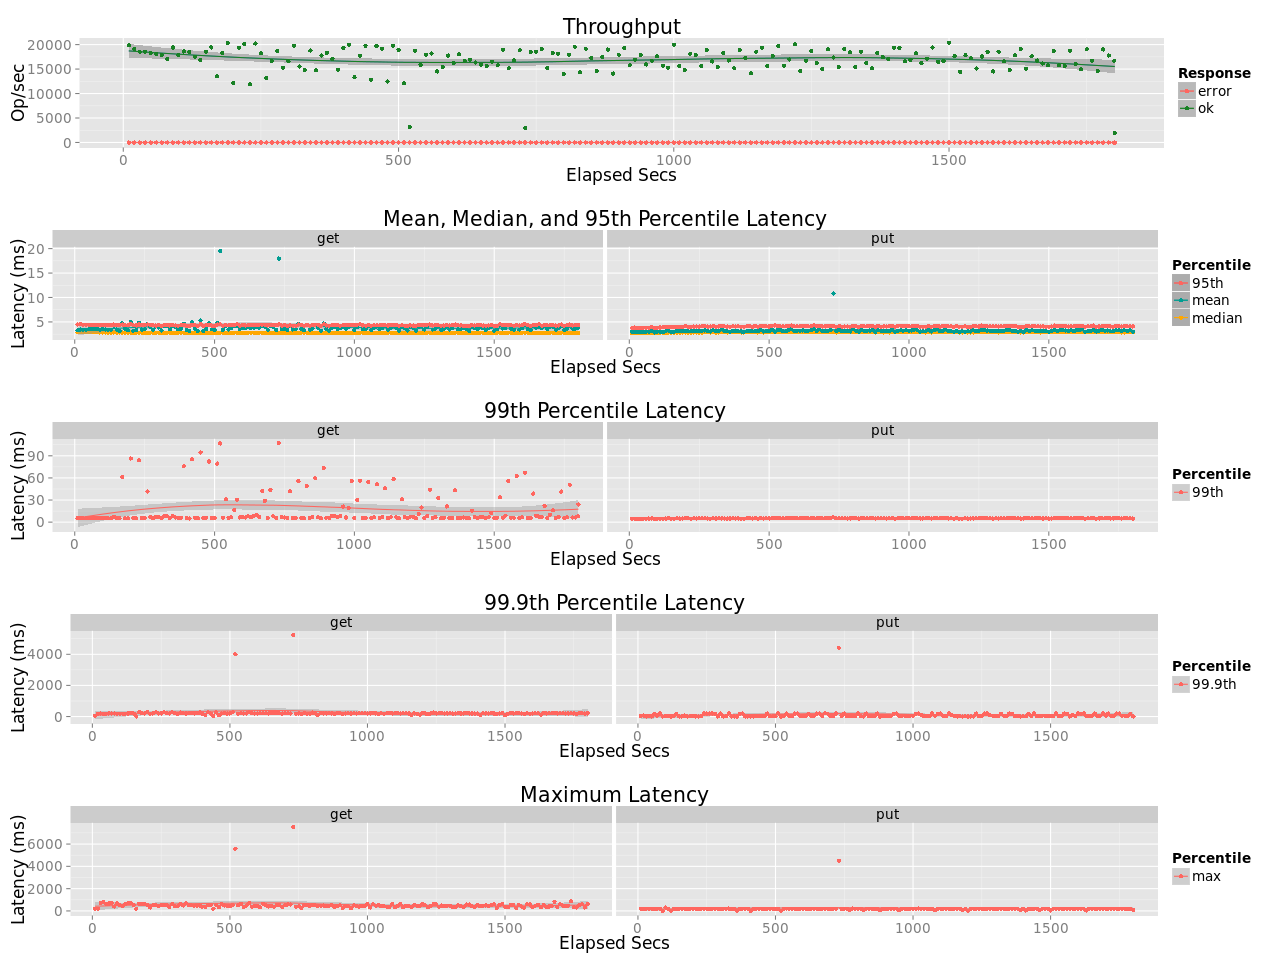 Throughput
20000
15000
10000
5000
0
Op/sec
0 500 1000 1500
Elapsed Secs
Response
error
ok
Mean, Median, and 95th Percentile Latency
get put
20
15
10
5
Latency (ms)
0 500 1000 1500 0 500 1000 1500
Elapsed Secs
Percentile
95th
mean
median
99th Percentile Latency
get put
90
60
30
0
Latency (ms)
0 500 1000 1500 0 500 1000 1500
Elapsed Secs
Percentile
99th
99.9th Percentile Latency
get put
4000
2000
0
Latency (ms)
0 500 1000 1500 0 500 1000 1500
Elapsed Secs
Percentile
99.9th
Maximum Latency
get put
6000
4000
2000
0
Latency (ms)
0 500 1000 1500 0 500 1000 1500
Elapsed Secs
Percentile
max